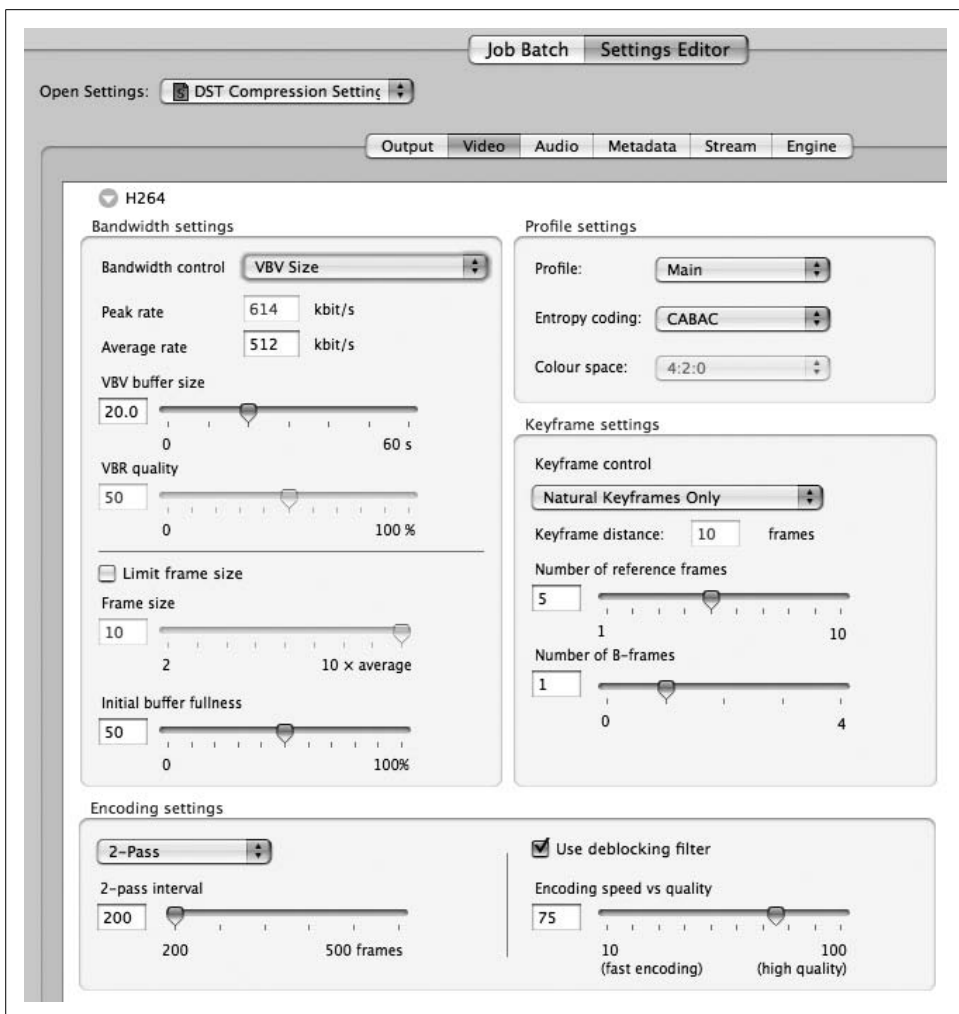 Job Batch Settings Editor
Open Settings: DST Compression Setting
Output Video Audio Metadata Stream Engine
H264
Bandwidth settings
Bandwidth control VBV Size
Peak rate 614 kbit/s
Average rate 512 kbit/s
VBV buffer size
20.0
0 60 s
VBR quality
50
0 100 %
Limit frame size
Frame size
10
2 10 × average
Initial buffer fullness
50
0 100%
Profile settings
Profile: Main
Entropy coding: CABAC
Colour space: 4:2:0
Keyframe settings
Keyframe control
Natural Keyframes Only
Keyframe distance: 10 frames
Number of reference frames
5
1 10
Number of B-frames
1
0 4
Encoding settings
2-Pass
2-pass interval
200
200 500 frames
Use deblocking filter
Encoding speed vs quality
75
10 100
(fast encoding) (high quality)